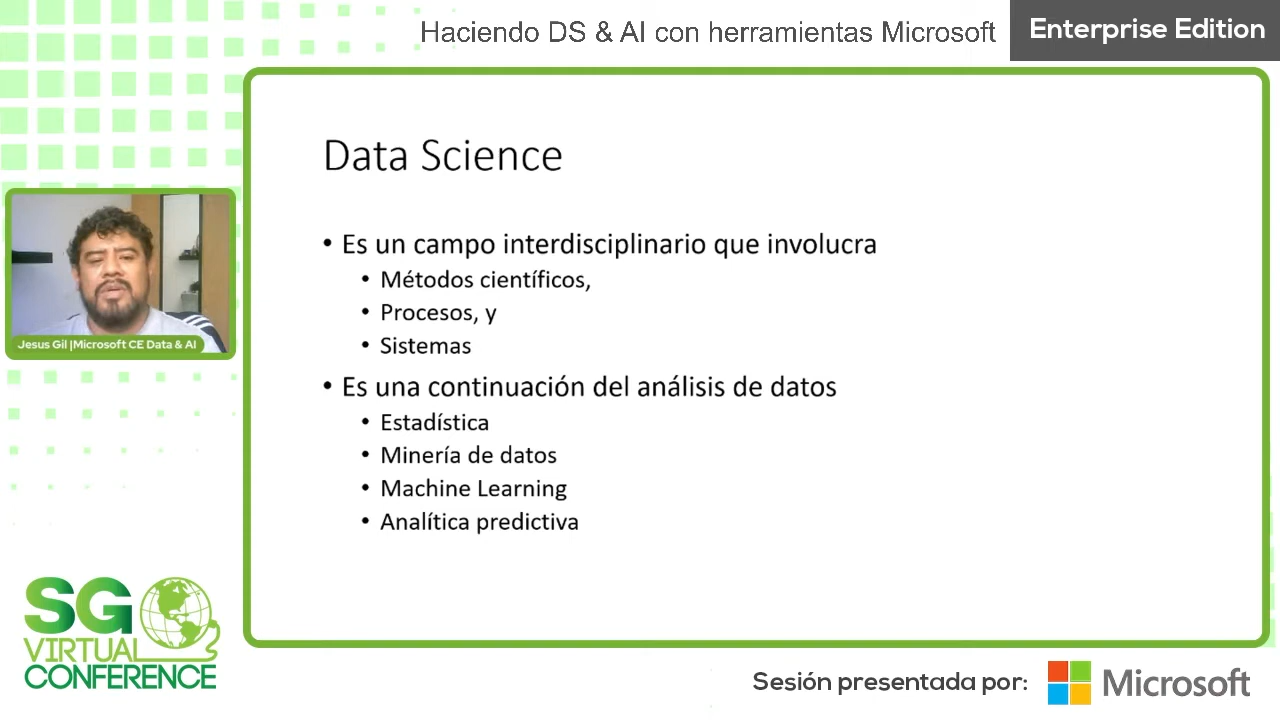 Haciendo DS & AI con herramientas Microsoft
Enterprise Edition
Data Science
• Es un campo interdisciplinario que involucra
• Métodos científicos,
• Procesos, y
• Sistemas
• Es una continuación del análisis de datos
• Estadística
• Minería de datos
• Machine Learning
• Analítica predictiva
Jesus Gil |Microsoft CE Data & AI
SG
VIRTUAL
CONFERENCE
Sesión presentada por:
Microsoft